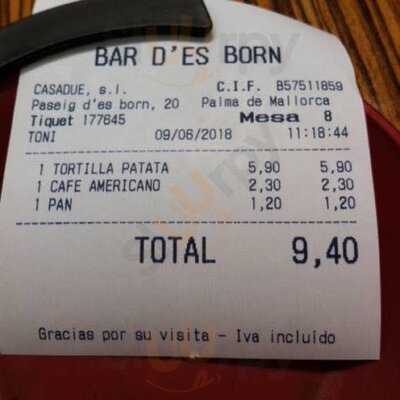 BAR D'ES BORN
CASADUE, s.l. C.I.F. B57511859
Paseig d'es born, 20 Palma de Mallorca
Tiquet 177645 Mesa 8
TONI 09/06/2018 11:18:44
1 TORTILLA PATATA 5,90 5,90
1 CAFE AMERICANO 2,30 2,30
1 PAN 1,20 1,20
TOTAL 9,40
Gracias por su visita - Iva incluído